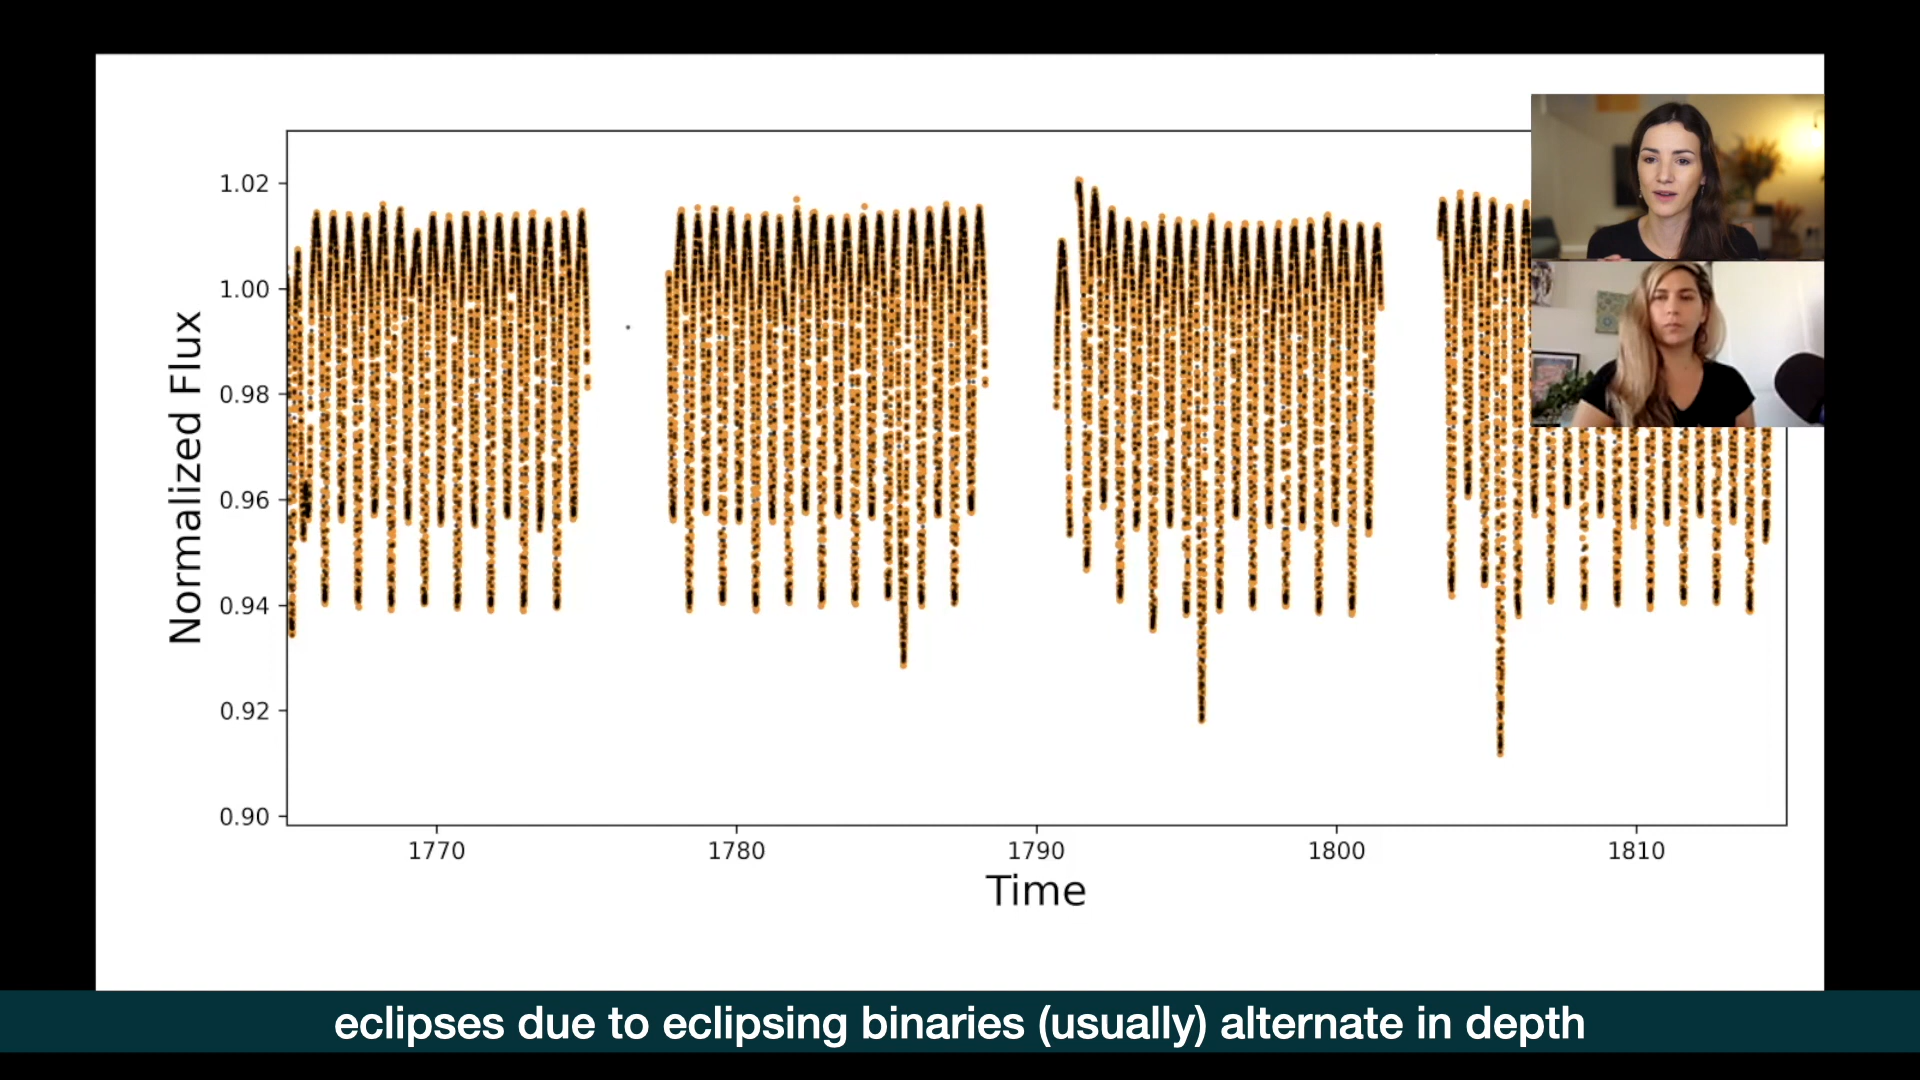 1.02
1.00
0.98
0.96
0.94
0.92
0.90
Normalized Flux
1770 1780 1790 1800 1810
Time
eclipses due to eclipsing binaries (usually) alternate in depth